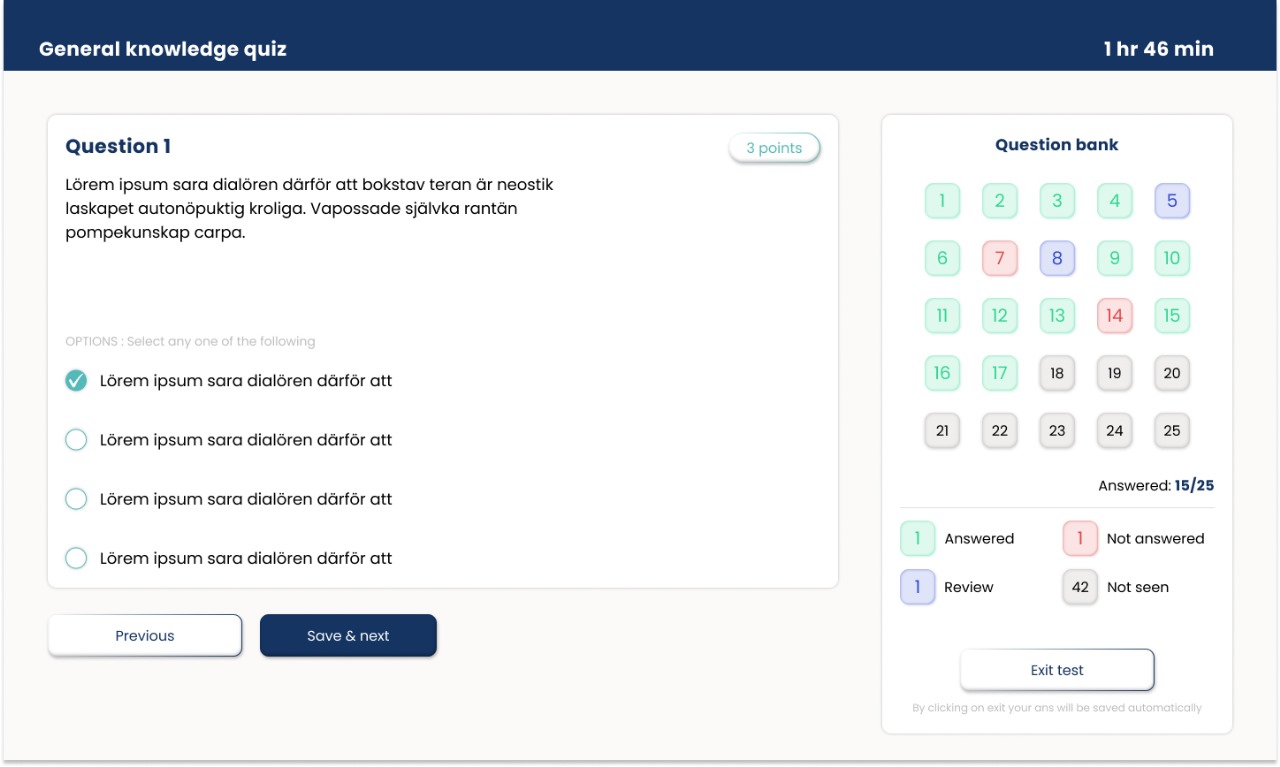 General knowledge quiz
1 hr 46 min
Question 1
3 points
Lörem ipsum sara dialören därför att bokstav teran är neostik
laskapet autonöpuktig kroliga. Vapossade självka rantän
pompekunskap carpa.
OPTIONS : Select any one of the following
Lörem ipsum sara dialören därför att
Lörem ipsum sara dialören därför att
Lörem ipsum sara dialören därför att
Lörem ipsum sara dialören därför att
Previous
Save & next
Question bank
1 2 3 4 5
6 7 8 9 10
11 12 13 14 15
16 17 18 19 20
21 22 23 24 25
Answered: 15/25
1 Answered
1 Not answered
1 Review
42 Not seen
Exit test
By clicking on exit your ans will be saved automatically